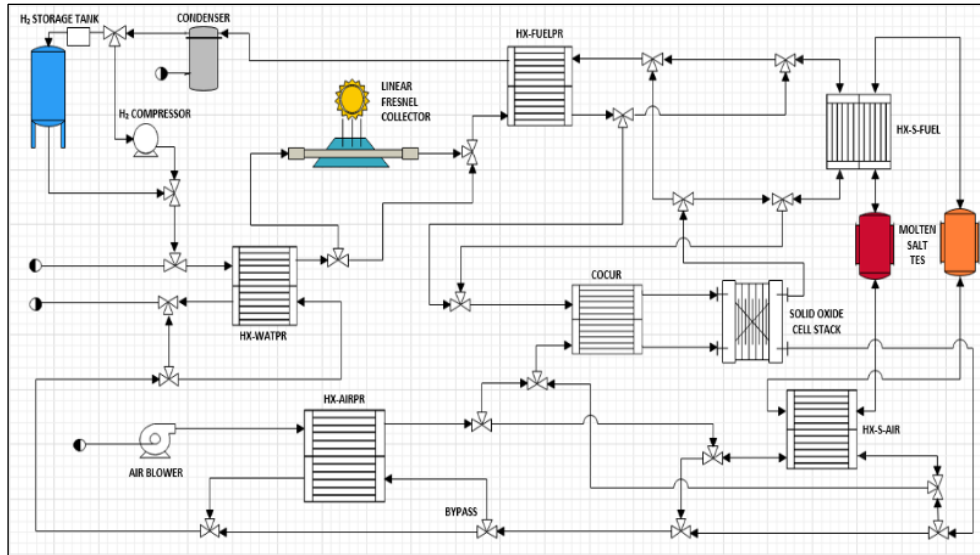 H₂ STORAGE TANK
CONDENSER
HX-FUELPR
LINEAR
FRESNEL
COLLECTOR
H₂ COMPRESSOR
HX-S-FUEL
MOLTEN
SALT
TES
COCUR
SOLID OXIDE
CELL STACK
HX-WATPR
HX-AIRPR
HX-S-AIR
AIR BLOWER
BYPASS